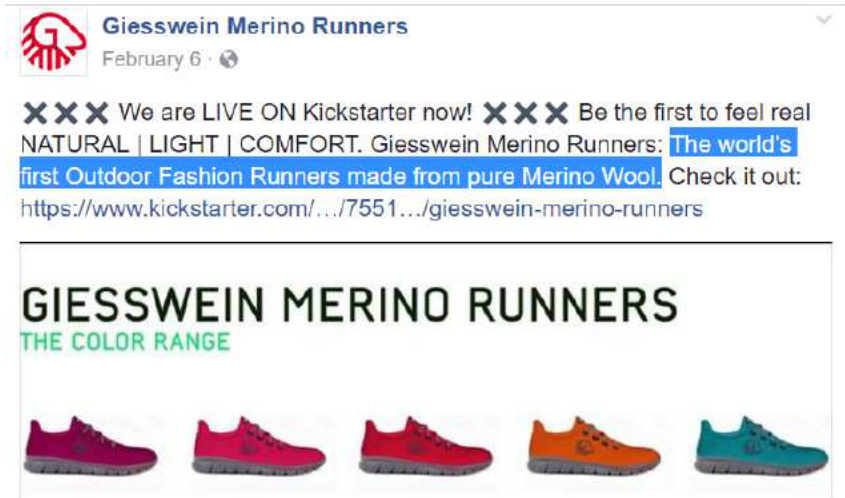 Giesswein Merino Runners
February 6 ·
✖✖✖ We are LIVE ON Kickstarter now! ✖✖✖ Be the first to feel real
NATURAL | LIGHT | COMFORT. Giesswein Merino Runners: The world's
first Outdoor Fashion Runners made from pure Merino Wool. Check it out:
https://www.kickstarter.com/…/7551…/giesswein-merino-runners
GIESSWEIN MERINO RUNNERS
THE COLOR RANGE